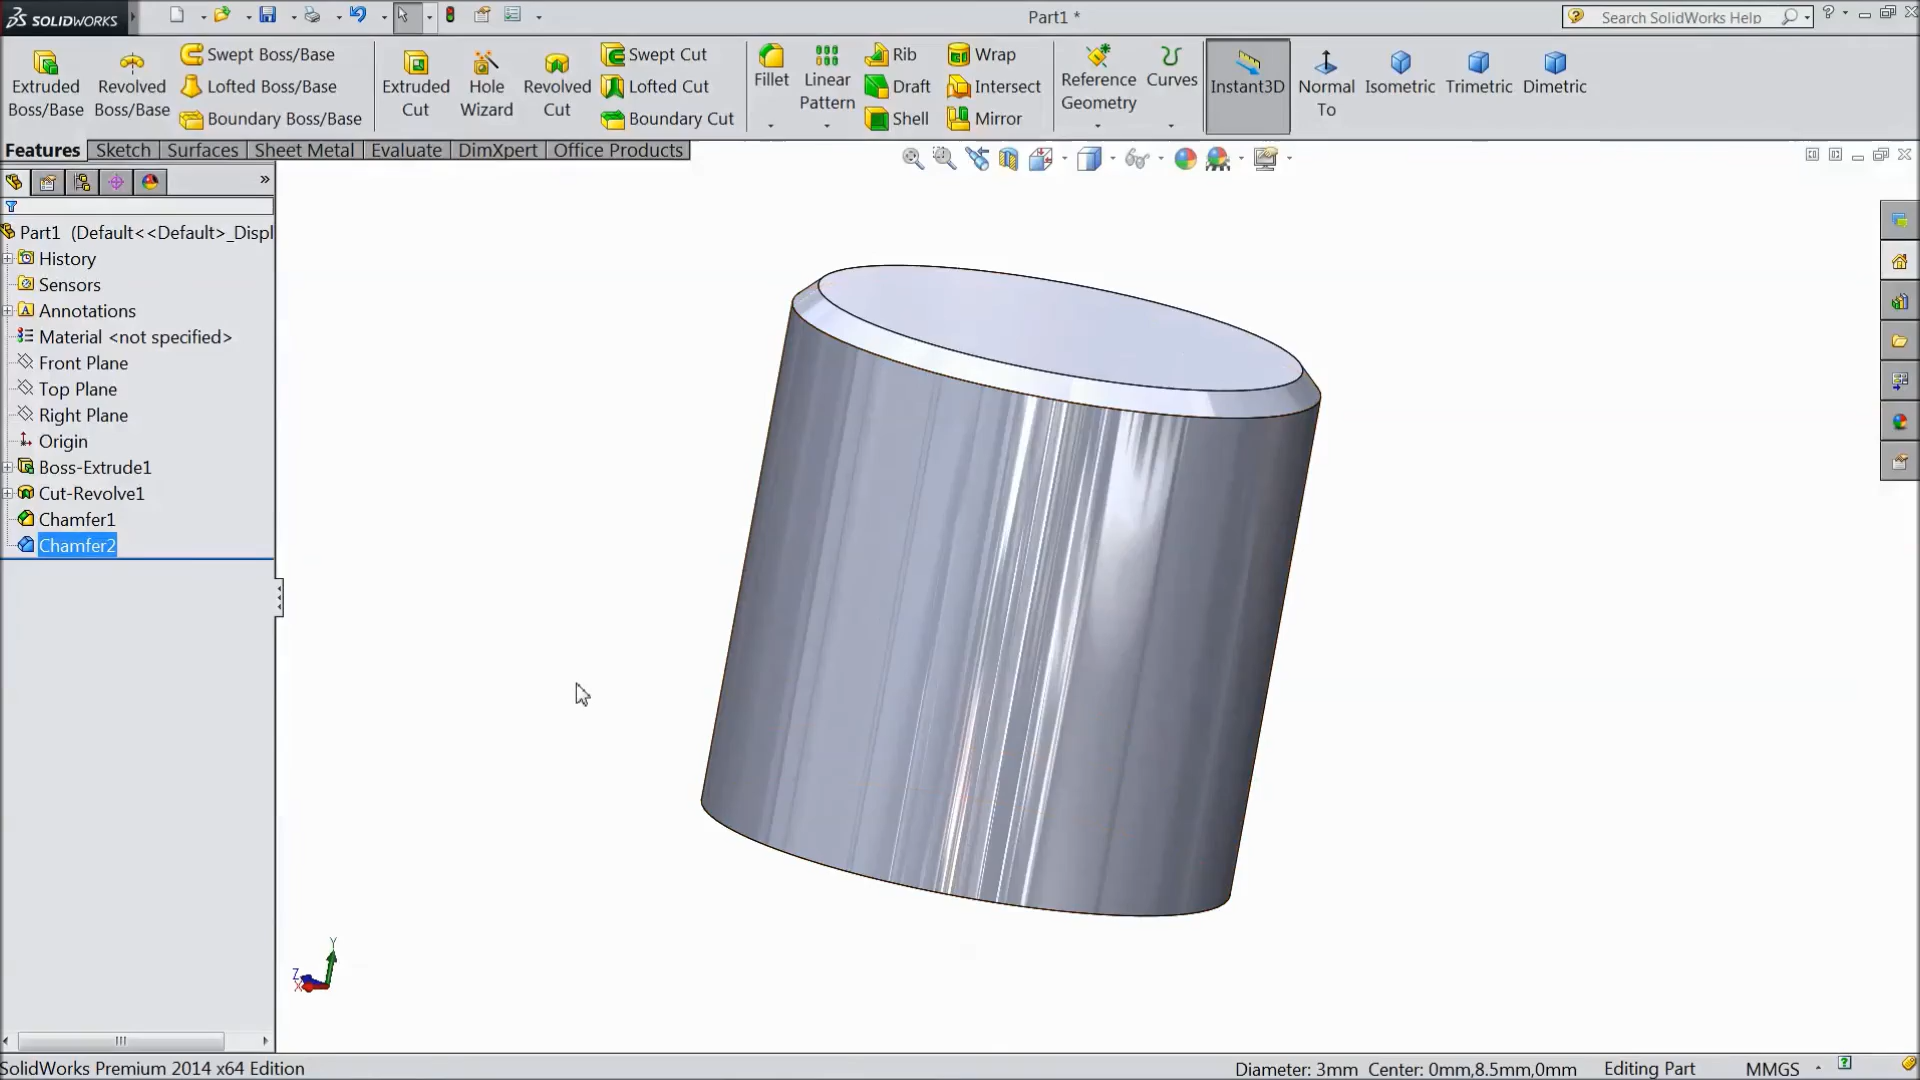 SOLIDWORKS
Part1 *
Search SolidWorks Help
Extruded Boss/Base
Revolved Boss/Base
Swept Boss/Base
Lofted Boss/Base
Boundary Boss/Base
Extruded Cut
Hole Wizard
Revolved Cut
Swept Cut
Lofted Cut
Boundary Cut
Fillet
Linear Pattern
Rib
Draft
Shell
Wrap
Intersect
Mirror
Reference Geometry
Curves
Instant3D
Normal To
Isometric
Trimetric
Dimetric
Features
Sketch
Surfaces
Sheet Metal
Evaluate
DimXpert
Office Products
Part1 (Default<<Default>_Displ
History
Sensors
Annotations
Material <not specified>
Front Plane
Top Plane
Right Plane
Origin
Boss-Extrude1
Cut-Revolve1
Chamfer1
Chamfer2
Y
Z
X
SolidWorks Premium 2014 x64 Edition
Diameter: 3mm Center: 0mm,8.5mm,0mm
Editing Part
MMGS